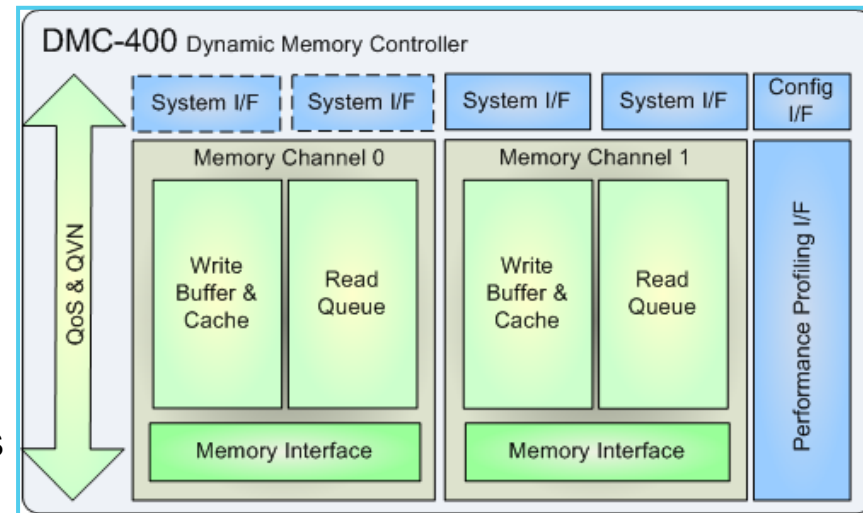 DMC-400 Dynamic Memory Controller
System I/F
System I/F
System I/F
System I/F
Config
I/F
QoS & QVN
Memory Channel 0
Write
Buffer &
Cache
Read
Queue
Memory Interface
Memory Channel 1
Write
Buffer &
Cache
Read
Queue
Memory Interface
Performance Profiling I/F
s